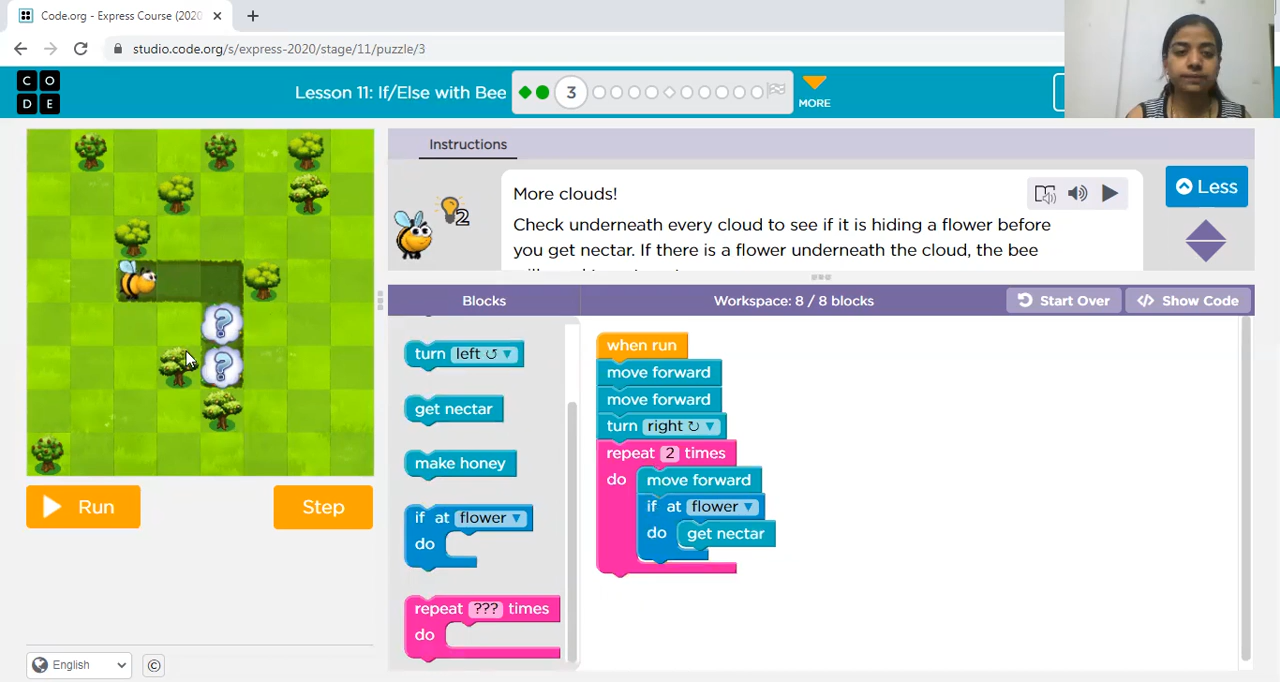 Code.org - Express Course (2020
studio.code.org/s/express-2020/stage/11/puzzle/3
C O
D E
Lesson 11: If/Else with Bee
3
MORE
Instructions
2
More clouds!
Check underneath every cloud to see if it is hiding a flower before
you get nectar. If there is a flower underneath the cloud, the bee
Less
Blocks
Workspace: 8 / 8 blocks
Start Over
</> Show Code
turn left ↺ ▼
get nectar
make honey
if at flower ▼
do
repeat ??? times
do
when run
move forward
move forward
turn right ↻ ▼
repeat 2 times
do move forward
if at flower ▼
do get nectar
?
?
Run
Step
English
©